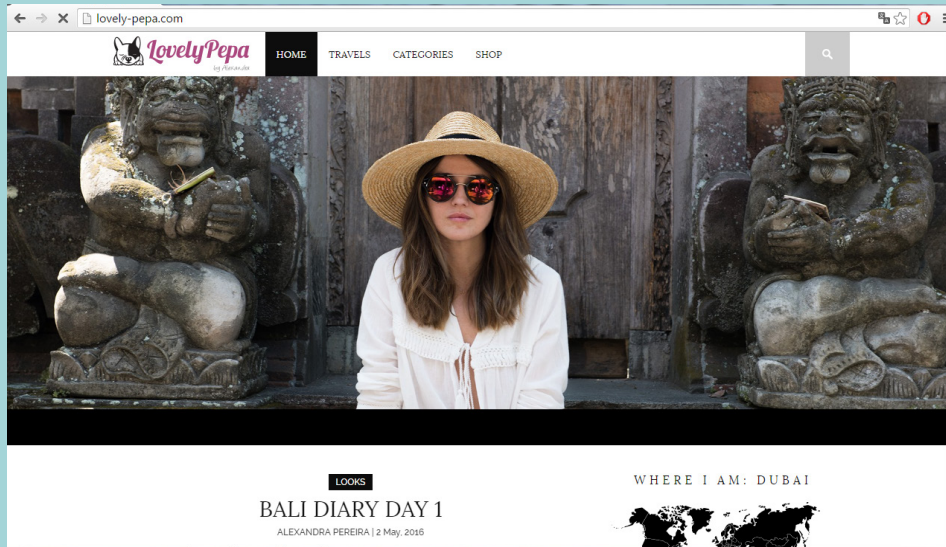 lovely-pepa.com
LovelyPepa
HOME TRAVELS CATEGORIES SHOP
LOOKS
BALI DIARY DAY 1
ALEXANDRA PEREIRA | 2 May, 2016
WHERE I AM: DUBAI